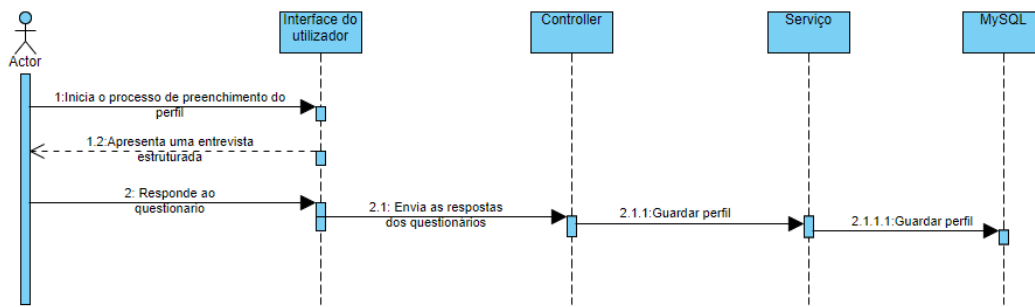 Interface do
utilizador
Controller
Serviço
MySQL
Actor
1:Inicia o processo de preenchimento do
perfil
1.2:Apresenta uma entrevista
estruturada
2: Responde ao
questionário
2.1: Envia as respostas
dos questionários
2.1.1:Guardar perfil
2.1.1.1:Guardar perfil